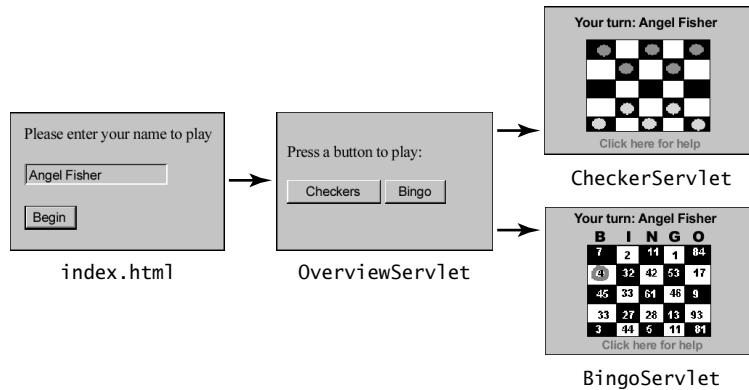 Please enter your name to play
Angel Fisher
Begin
index.html
Press a button to play:
Checkers Bingo
OverviewServlet
Your turn: Angel Fisher
Click here for help
CheckerServlet
Your turn: Angel Fisher
B I N G O
7 2 11 1 84
4 32 42 53 17
45 33 61 46 9
33 27 28 13 93
3 44 5 11 81
Click here for help
BingoServlet